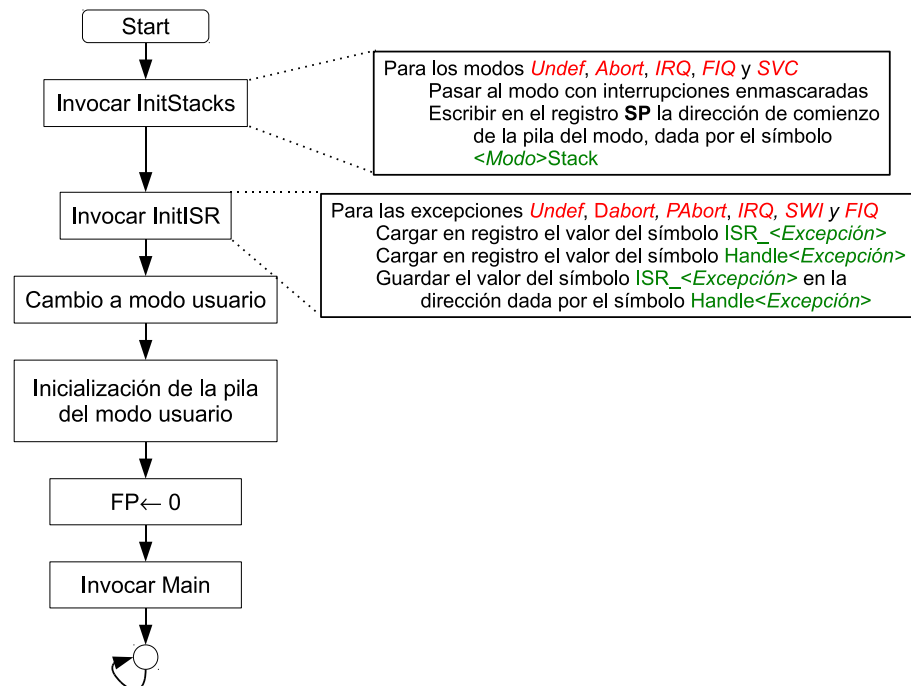 Start
Invocar InitStacks
Para los modos Undef, Abort, IRQ, FIQ y SVC
Pasar al modo con interrupciones enmascaradas
Escribir en el registro SP la dirección de comienzo
de la pila del modo, dada por el símbolo
<Modo>Stack
Invocar InitISR
Para las excepciones Undef, Dabort, PAbort, IRQ, SWI y FIQ
Cargar en registro el valor del símbolo ISR_<Excepción>
Cargar en registro el valor del símbolo Handle<Excepción>
Guardar el valor del símbolo ISR_<Excepción> en la
dirección dada por el símbolo Handle<Excepción>
Cambio a modo usuario
Inicialización de la pila
del modo usuario
FP← 0
Invocar Main